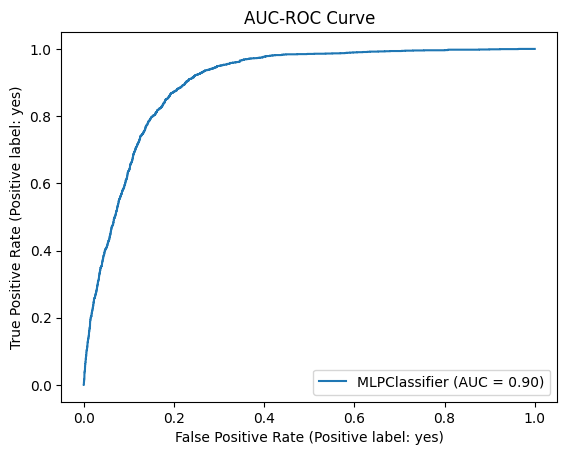 AUC-ROC Curve
1.0
0.8
0.6
0.4
0.2
0.0
True Positive Rate (Positive label: yes)
MLPClassifier (AUC = 0.90)
0.0 0.2 0.4 0.6 0.8 1.0
False Positive Rate (Positive label: yes)